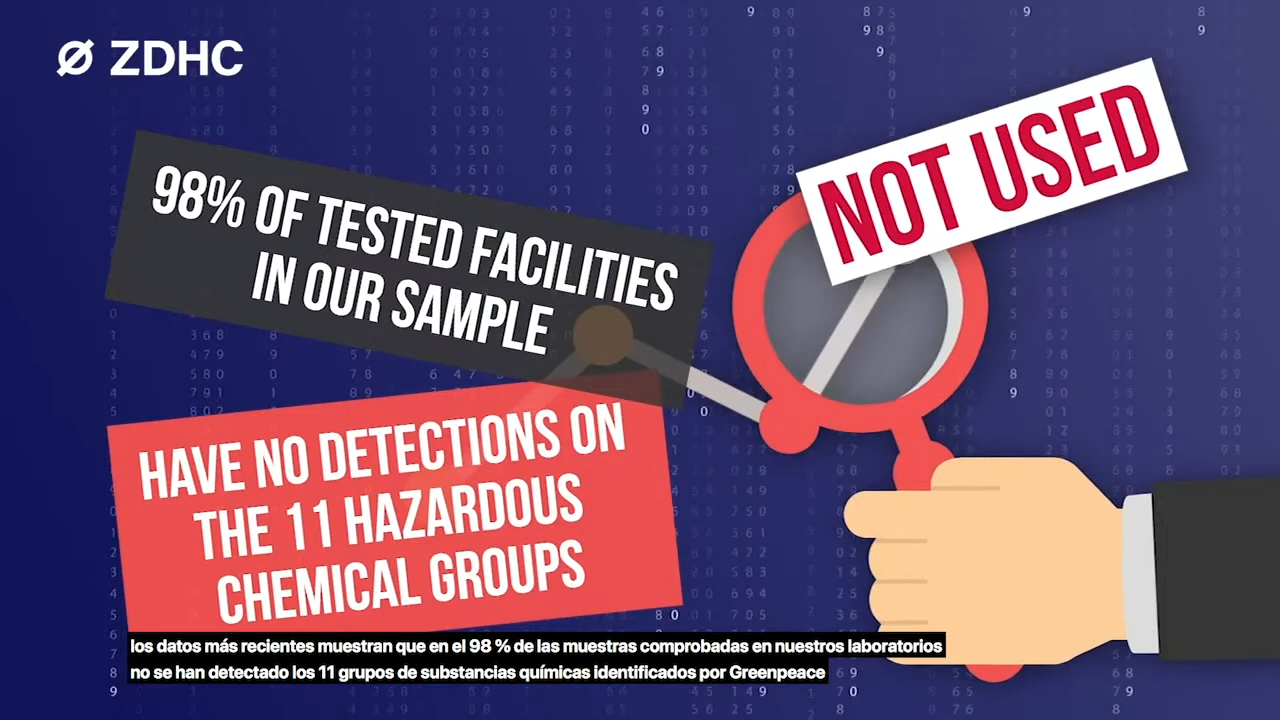 ZDHC
NOT USED
98% OF TESTED FACILITIES
IN OUR SAMPLE
HAVE NO DETECTIONS ON
THE 11 HAZARDOUS
CHEMICAL GROUPS
los datos más recientes muestran que en el 98 % de las muestras comprobadas en nuestros laboratorios
no se han detectado los 11 grupos de substancias químicas identificados por Greenpeace